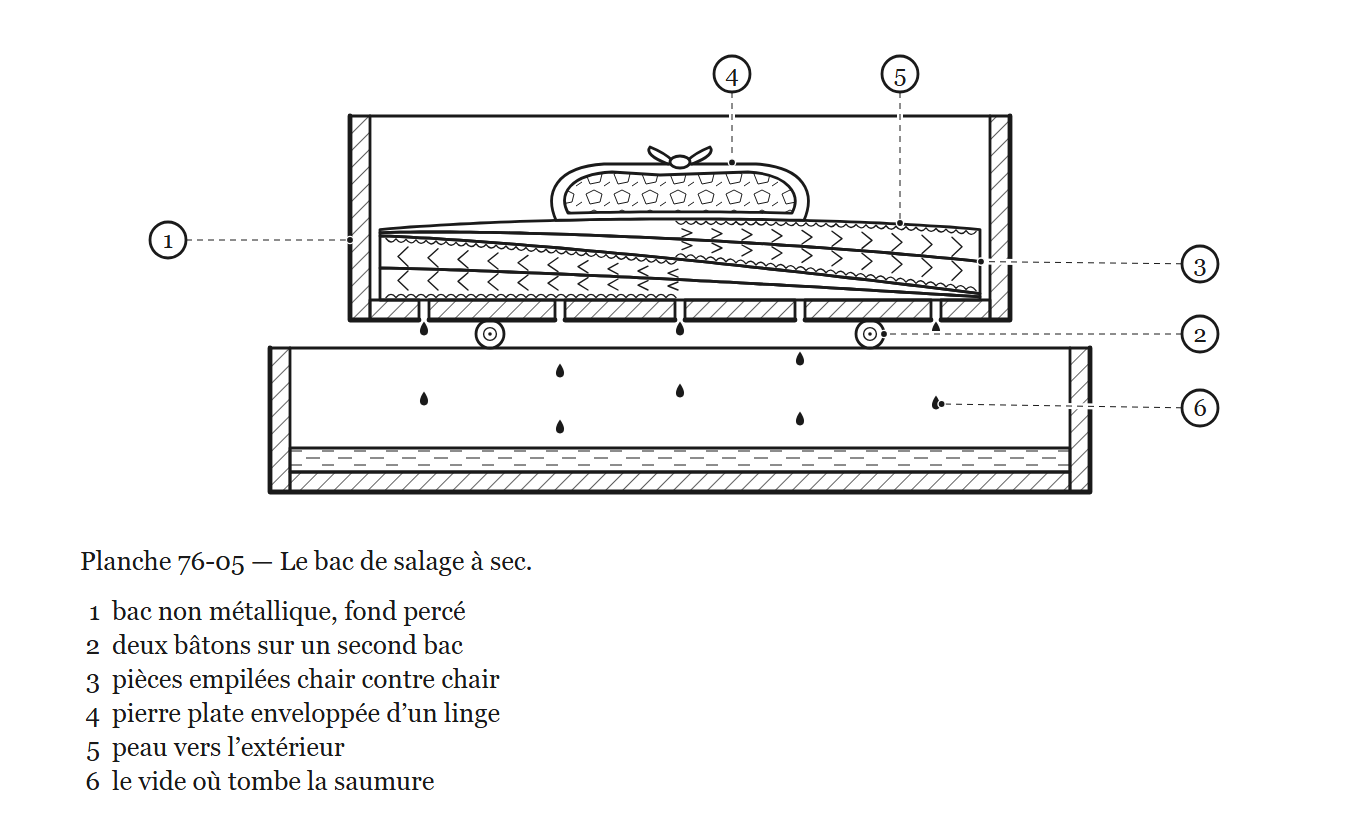 4 5
1
3
2
6
Planche 76-05 — Le bac de salage à sec.
1 bac non métallique, fond percé
2 deux bâtons sur un second bac
3 pièces empilées chair contre chair
4 pierre plate enveloppée d’un linge
5 peau vers l’extérieur
6 le vide où tombe la saumure